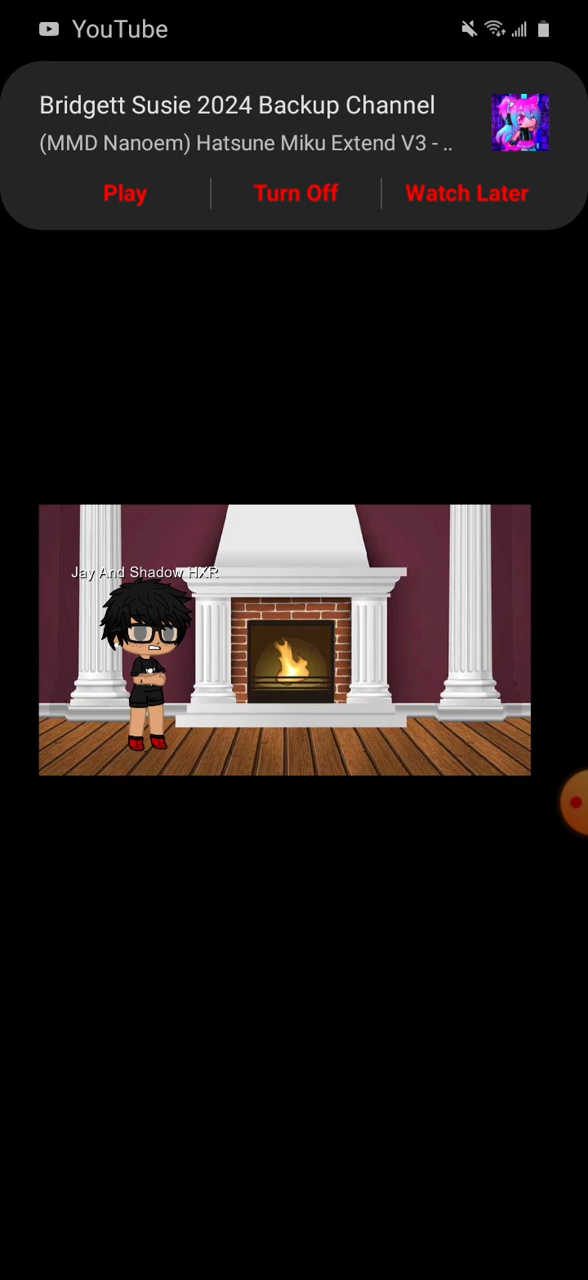 YouTube
Bridgett Susie 2024 Backup Channel
(MMD Nanoem) Hatsune Miku Extend V3 - ..
Play
Turn Off
Watch Later
Jay And Shadow HXR